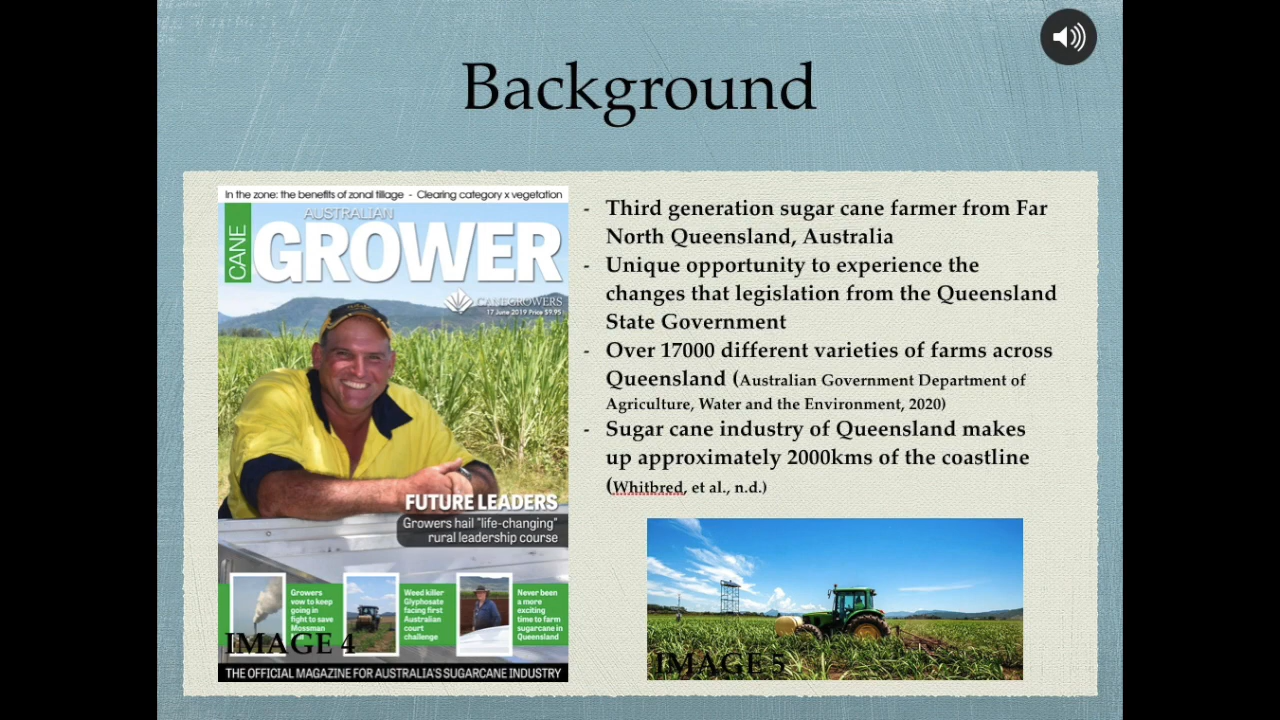 Background
In the zone: the benefits of zonal tillage - Clearing category x vegetation
AUSTRALIAN
CANE
GROWER
CANEGROWERS
17 June 2019 Price $9.95
FUTURE LEADERS
Growers hail "life-changing"
rural leadership course
Growers
vow to keep
going in
fight to save
Mossman
Weed killer
Glyphosate
facing first
Australian
court
challenge
Never been
a more
exciting
time to farm
sugarcane in
Queensland
IMAGE 4
THE OFFICIAL MAGAZINE FOR AUSTRALIA'S SUGARCANE INDUSTRY
- Third generation sugar cane farmer from Far
North Queensland, Australia
- Unique opportunity to experience the
changes that legislation from the Queensland
State Government
- Over 17000 different varieties of farms across
Queensland (Australian Government Department of
Agriculture, Water and the Environment, 2020)
- Sugar cane industry of Queensland makes
up approximately 2000kms of the coastline
(Whitbred, et al., n.d.)
IMAGE 5